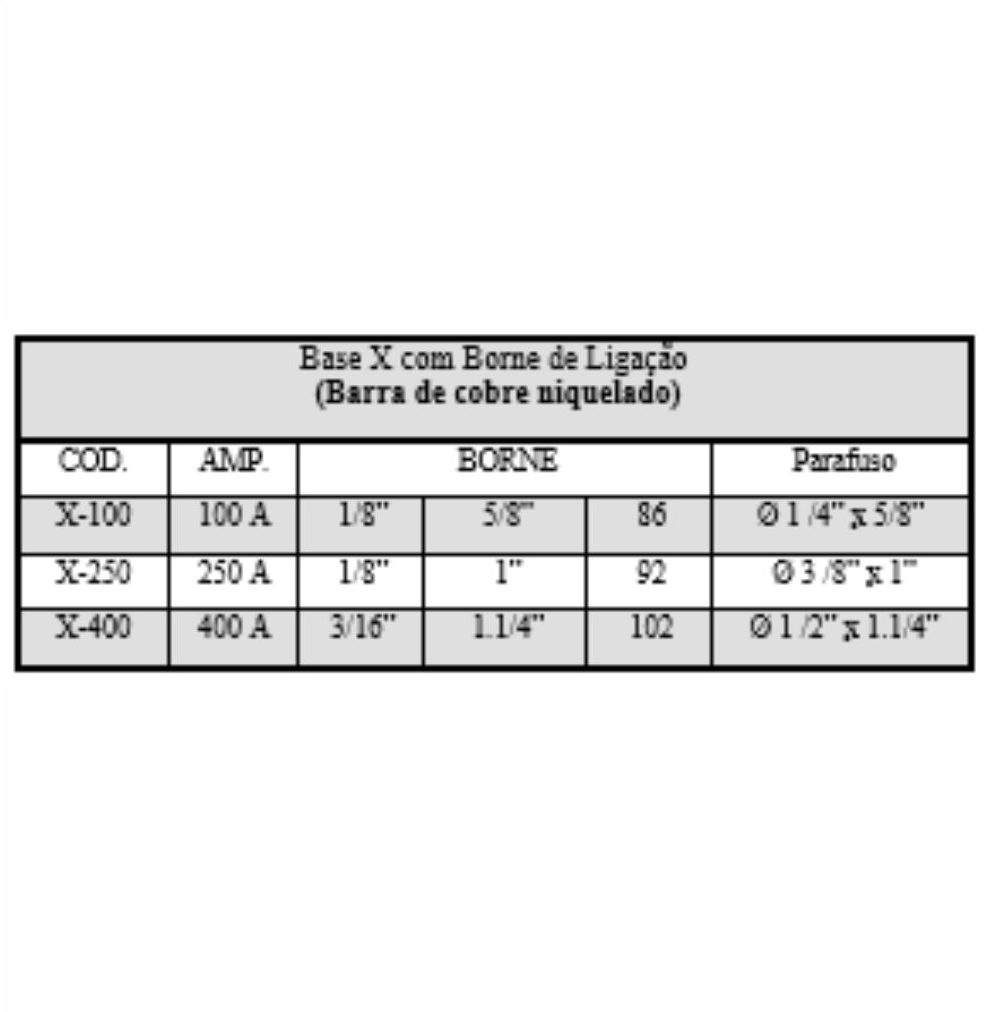 Base X com Borne de Ligação
(Barra de cobre niquelado)
COD. AMP. BORNE Parafuso
X-100 100 A 1/8" 5/8" 86 Ø 1 /4" x 5/8"
X-250 250 A 1/8" 1" 92 Ø 3 /8" x 1"
X-400 400 A 3/16" 1.1/4" 102 Ø 1 /2" x 1.1/4"